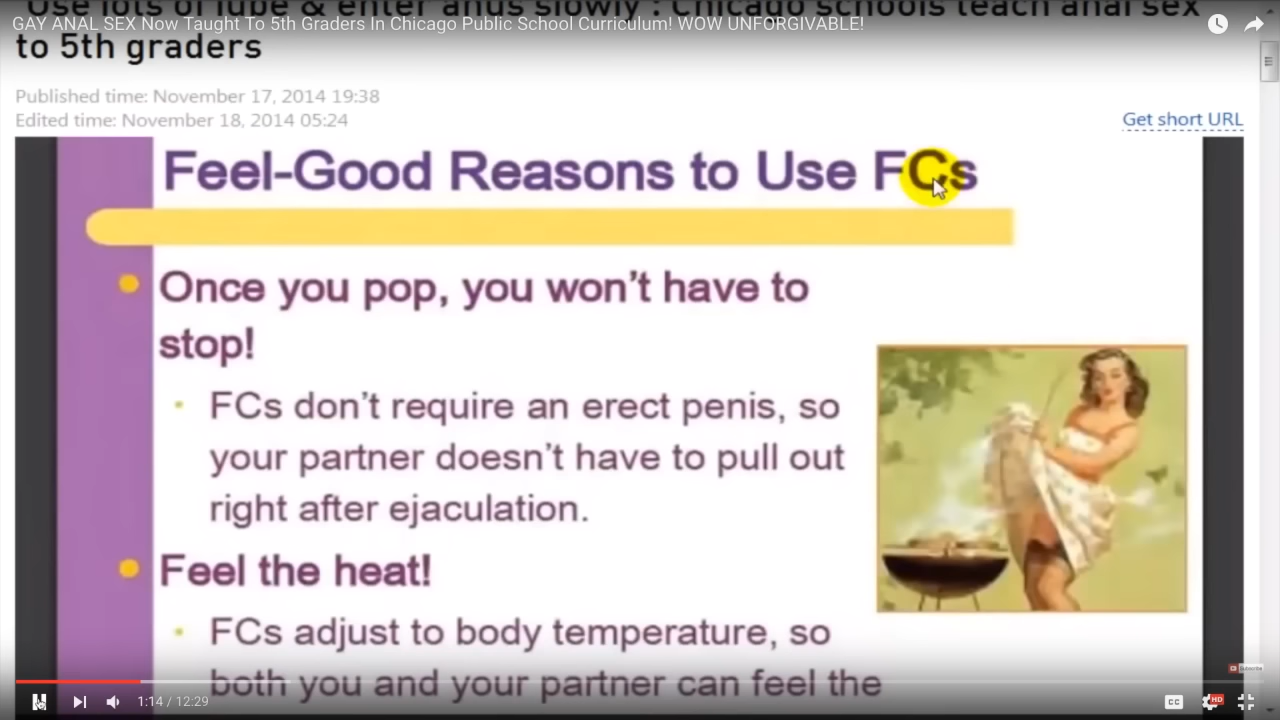 Use lots of lube & enter anus slowly': Chicago schools teach anal sex
GAY ANAL SEX Now Taught To 5th Graders In Chicago Public School Curriculum! WOW UNFORGIVABLE!
to 5th graders
Published time: November 17, 2014 19:38
Edited time: November 18, 2014 05:24
Get short URL
Feel-Good Reasons to Use FCs
Once you pop, you won't have to
stop!
FCs don't require an erect penis, so
your partner doesn't have to pull out
right after ejaculation.
Feel the heat!
FCs adjust to body temperature, so
both you and your partner can feel the
Subscribe
1:14 / 12:29
CC
HD